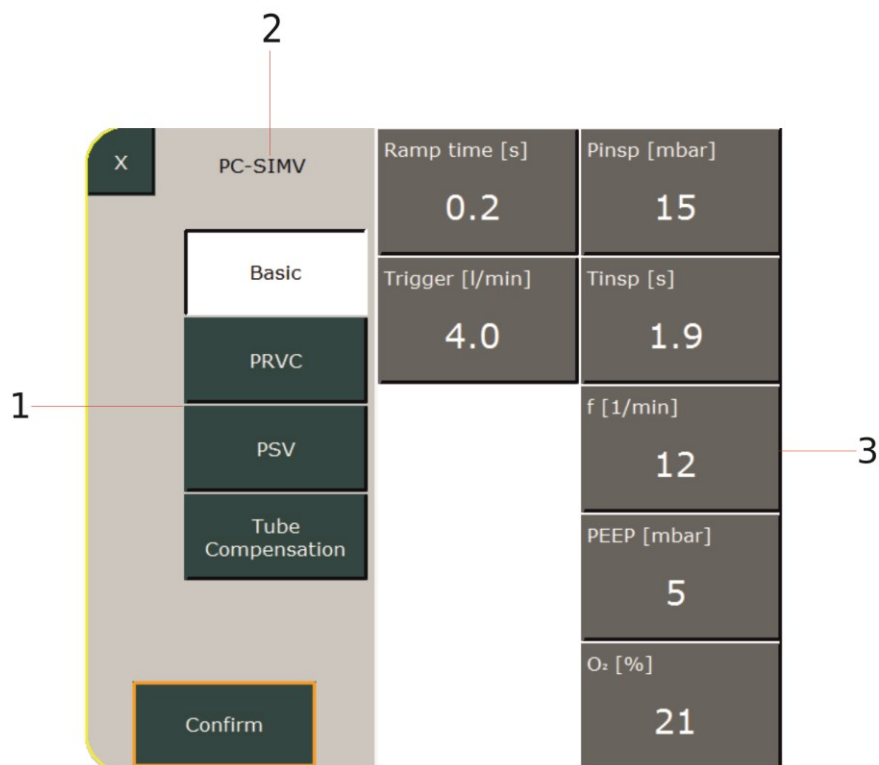 2
X
PC-SIMV
Basic
PRVC
PSV
Tube
Compensation
Confirm
1
Ramp time [s]
0.2
Trigger [l/min]
4.0
Pinsp [mbar]
15
Tinsp [s]
1.9
f [1/min]
12
PEEP [mbar]
5
O₂ [%]
21
3